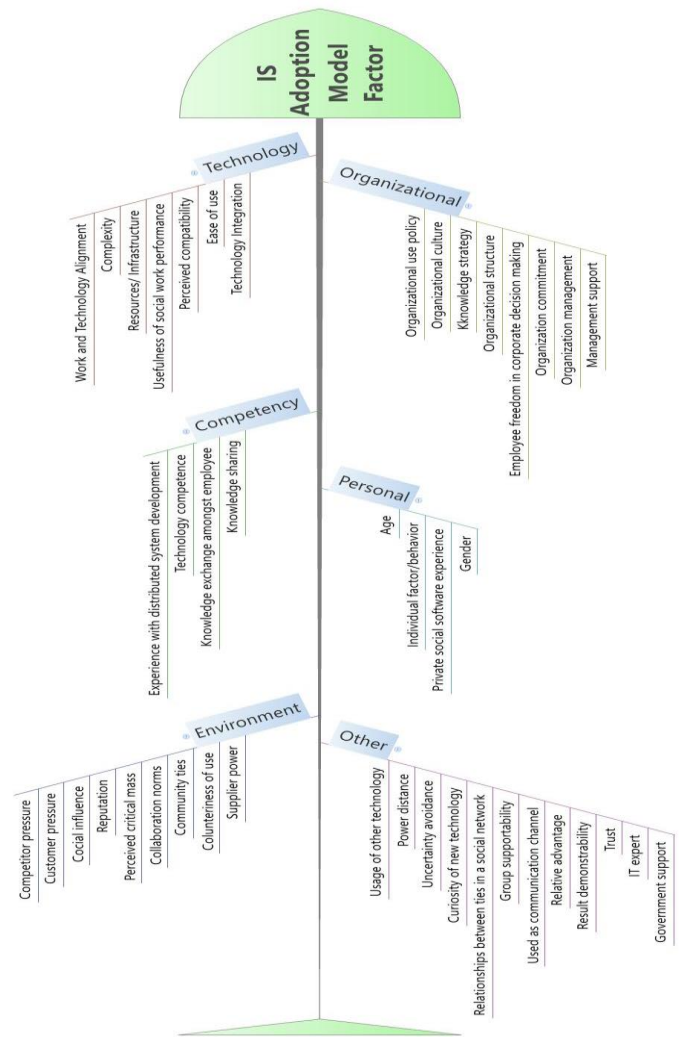 IS
Adoption
Model
Factor
Technology
Work and Technology Alignment
Complexity
Resources/ Infrastructure
Usefulness of social work performance
Perceived compatibility
Ease of use
Technology Integration
Organizational
Organizational use policy
Organizational culture
Kknowledge strategy
Organizational structure
Employee freedom in corporate decision making
Organization commitment
Organization management
Management support
Competency
Experience with distributed system development
Technology competence
Knowledge exchange amongst employee
Knowledge sharing
Personal
Age
Individual factor/behavior
Private social software experience
Gender
Environment
Competitor pressure
Customer pressure
Cocial influence
Reputation
Perceived critical mass
Collaboration norms
Community ties
Colunteriness of use
Supplier power
Other
Usage of other technology
Power distance
Uncertainty avoidance
Curiosity of new technology
Relationships between ties in a social network
Group supportability
Used as communication channel
Relative advantage
Result demonstrability
Trust
IT expert
Government support